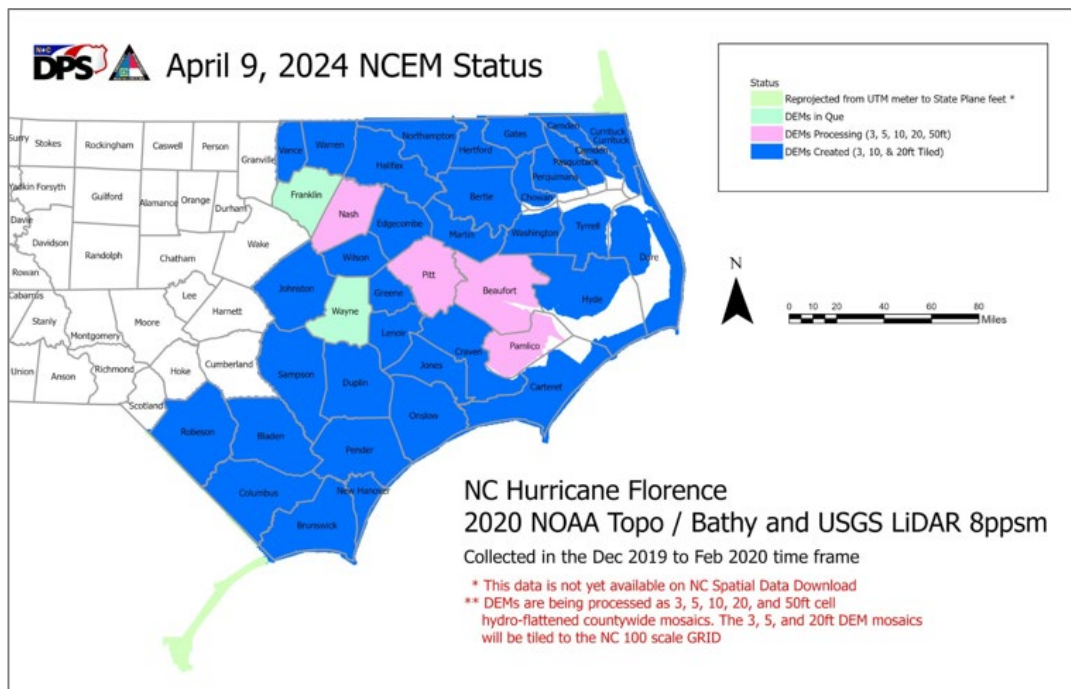 N★C
DPS
April 9, 2024 NCEM Status
Status
Reprojected from UTM meter to State Plane feet *
DEMs in Que
DEMs Processing (3, 5, 10, 20, 50ft)
DEMs Created (3, 10, & 20ft Tiled)
Surry
Stokes
Rockingham
Caswell
Person
Granville
Vance
Warren
Northampton
Gates
Camden
Currituck
Currituck
Hertford
Camden
Pasquotank
Halifax
Perquimans
Yadkin
Forsyth
Guilford
Alamance
Orange
Durham
Franklin
Nash
Bertie
Chowan
Davie
Davidson
Wake
Edgecombe
Martin
Washington
Tyrrell
Dare
Rowan
Randolph
Chatham
Wilson
Pitt
Beaufort
Hyde
Johnston
Greene
Cabarrus
Lee
Harnett
Wayne
Stanly
Moore
Lenoir
Craven
Pamlico
Montgomery
Union
Anson
Richmond
Hoke
Cumberland
Sampson
Duplin
Jones
Carteret
Scotland
Onslow
Robeson
Bladen
Pender
Columbus
New Hanover
Brunswick
N
0 10 20 40 60 80
Miles
NC Hurricane Florence
2020 NOAA Topo / Bathy and USGS LiDAR 8ppsm
Collected in the Dec 2019 to Feb 2020 time frame
* This data is not yet available on NC Spatial Data Download
** DEMs are being processed as 3, 5, 10, 20, and 50ft cell
hydro-flattened countywide mosaics. The 3, 5, and 20ft DEM mosaics
will be tiled to the NC 100 scale GRID